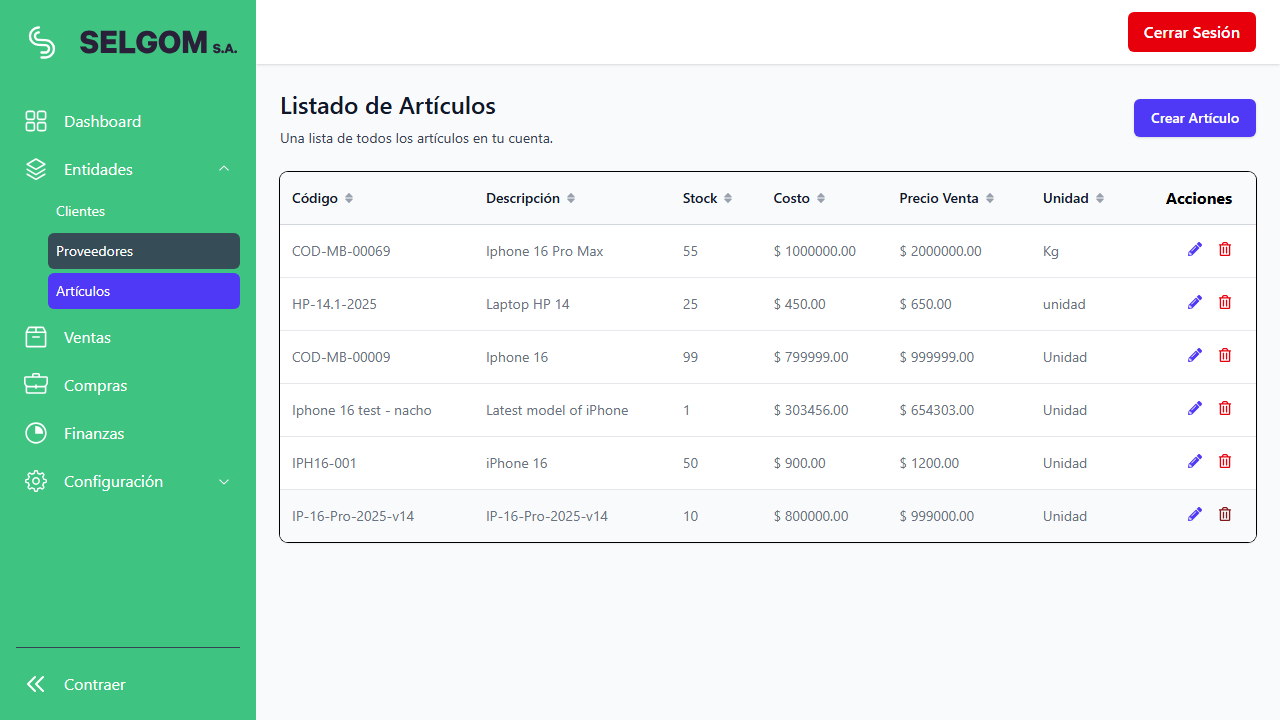 SELGOM S.A.
Cerrar Sesión
Dashboard
Entidades
Clientes
Proveedores
Artículos
Ventas
Compras
Finanzas
Configuración
Contraer
Listado de Artículos
Una lista de todos los artículos en tu cuenta.
Crear Artículo
Código Descripción Stock Costo Precio Venta Unidad Acciones
COD-MB-00069 Iphone 16 Pro Max 55 $ 1000000.00 $ 2000000.00 Kg
HP-14.1-2025 Laptop HP 14 25 $ 450.00 $ 650.00 unidad
COD-MB-00009 Iphone 16 99 $ 799999.00 $ 999999.00 Unidad
Iphone 16 test - nacho Latest model of iPhone 1 $ 303456.00 $ 654303.00 Unidad
IPH16-001 iPhone 16 50 $ 900.00 $ 1200.00 Unidad
IP-16-Pro-2025-v14 IP-16-Pro-2025-v14 10 $ 800000.00 $ 999000.00 Unidad